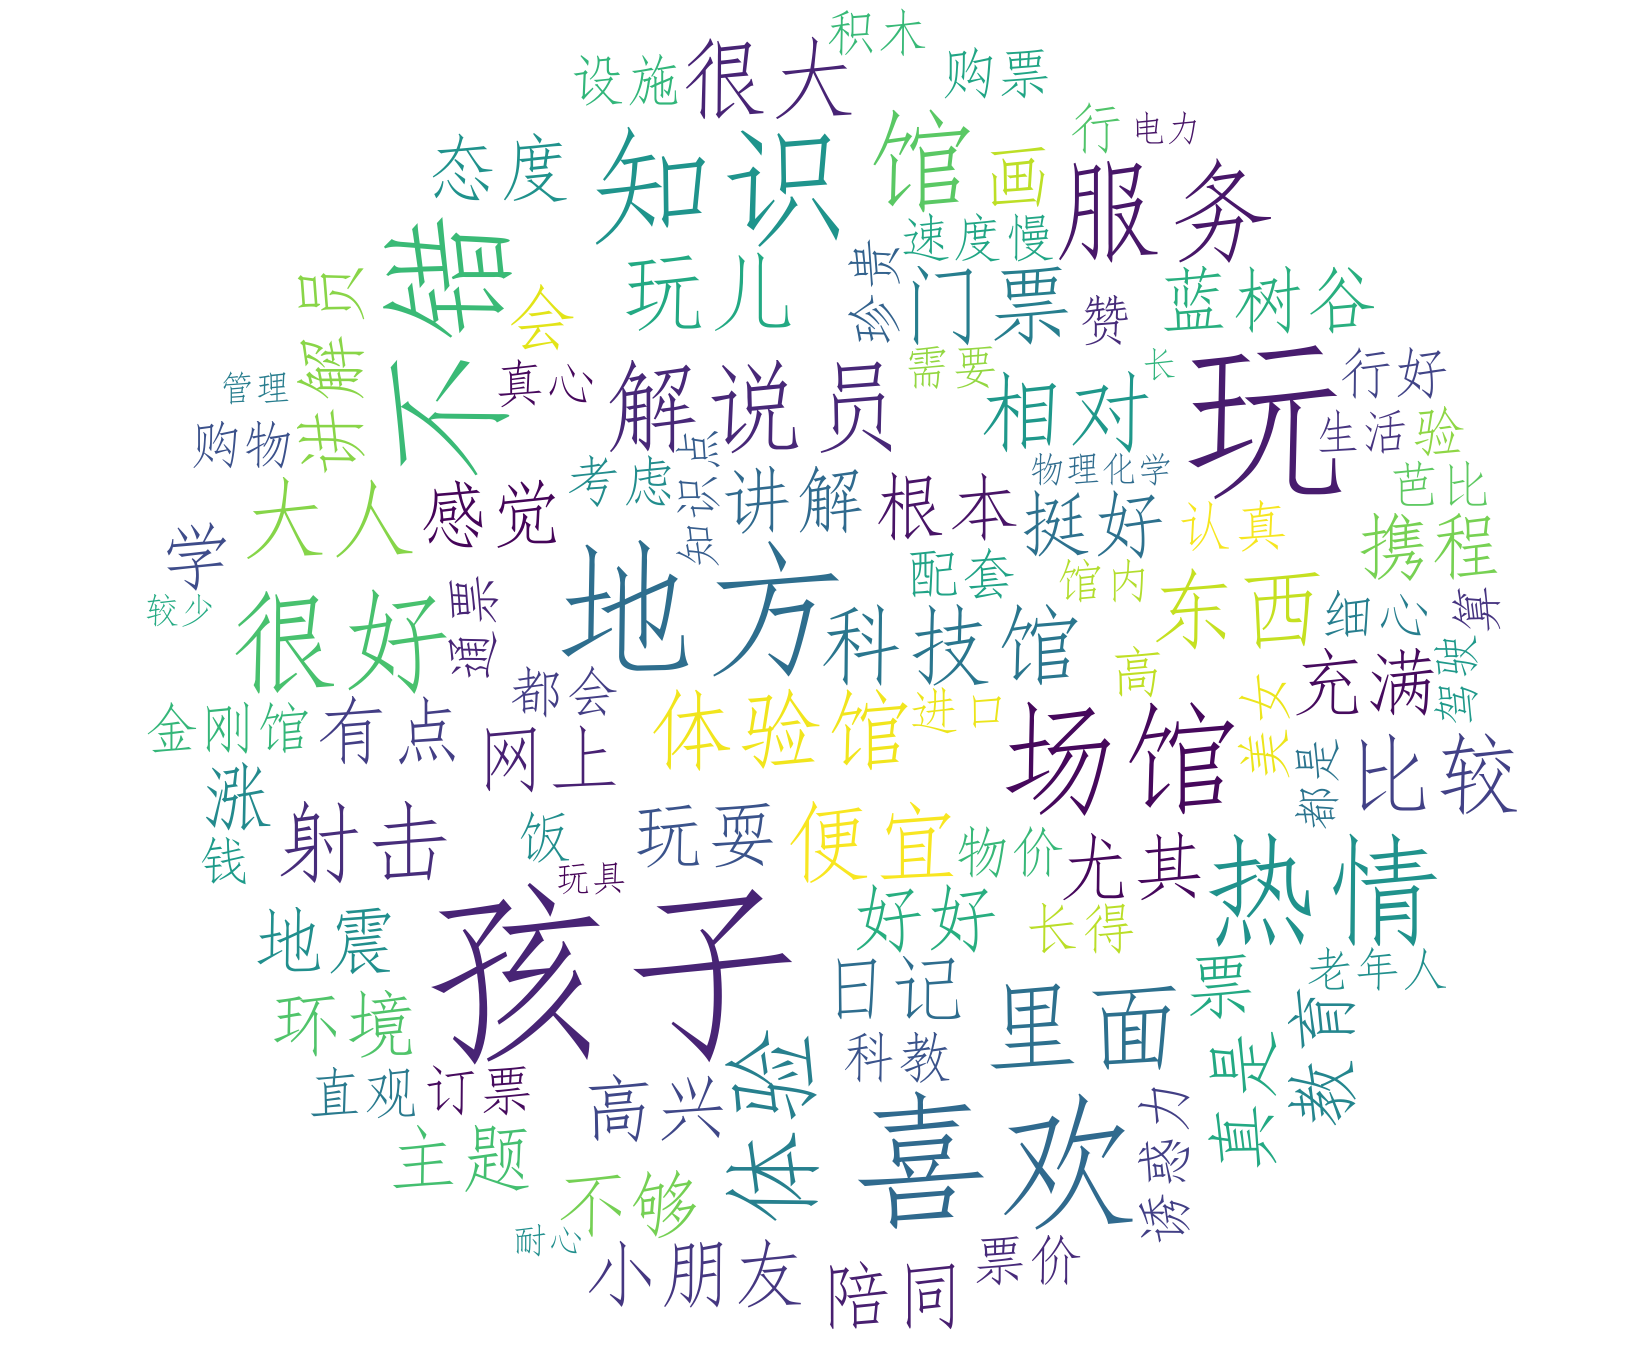 积木
很大
设施
购票
行
电力
馆
画
知识
态度
服务
速度慢
不错
玩儿
珍贵
门票
赞
蓝树谷
讲解员
会
真心
解说员
需要
相对
长
玩
行好
管理
购物
生活
验
大人
感觉
考虑
知识点
讲解
根本
物理化学
挺好
认真
芭比
携程
学
较少
很好
通票
地方
科技馆
配套
馆内
东西
细心
算
驾驶
金刚馆
有点
都会
网上
体验馆
进口
高
场馆
美女
充满
都是
比较
涨
钱
射击
饭
玩具
玩耍
便宜
物价
尤其
热情
地震
孩子
好好
长得
老年人
环境
日记
里面
票
教育
真是
直观
订票
高兴
体验
科教
喜欢
诱惑力
主题
不够
耐心
小朋友
陪同
票价